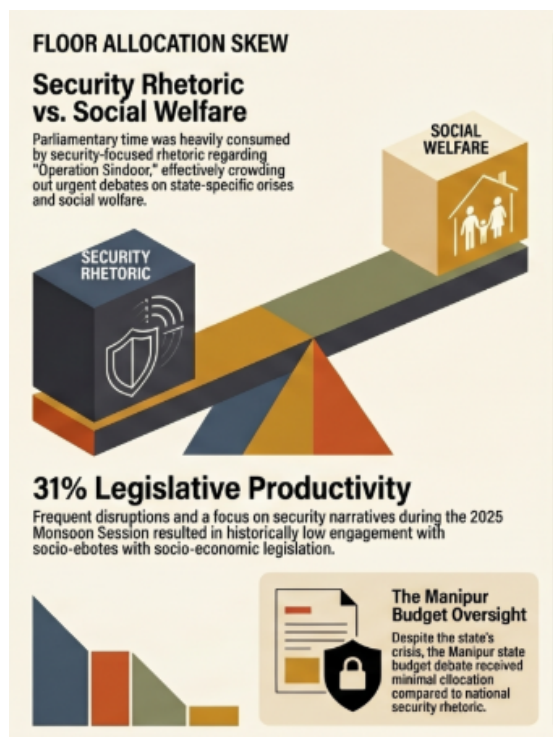 FLOOR ALLOCATION SKEW
Security Rhetoric
vs. Social Welfare
Parliamentary time was heavily consumed
by security-focused rhetoric regarding
"Operation Sindoor," effectively crowding
out urgent debates on state-specific orises
and social welfare.
SOCIAL
WELFARE
SECURITY
RHETORIC
31% Legislative Productivity
Frequent disruptions and a focus on security narratives during the 2025
Monsoon Session resulted in historically low engagement with
socio-ebotes with socio-economic legislation.
The Manipur
Budget Oversight
Despite the state's
crisis, the Manipur state
budget debate received
minimal cllocation
compared to national
security rhetoric.